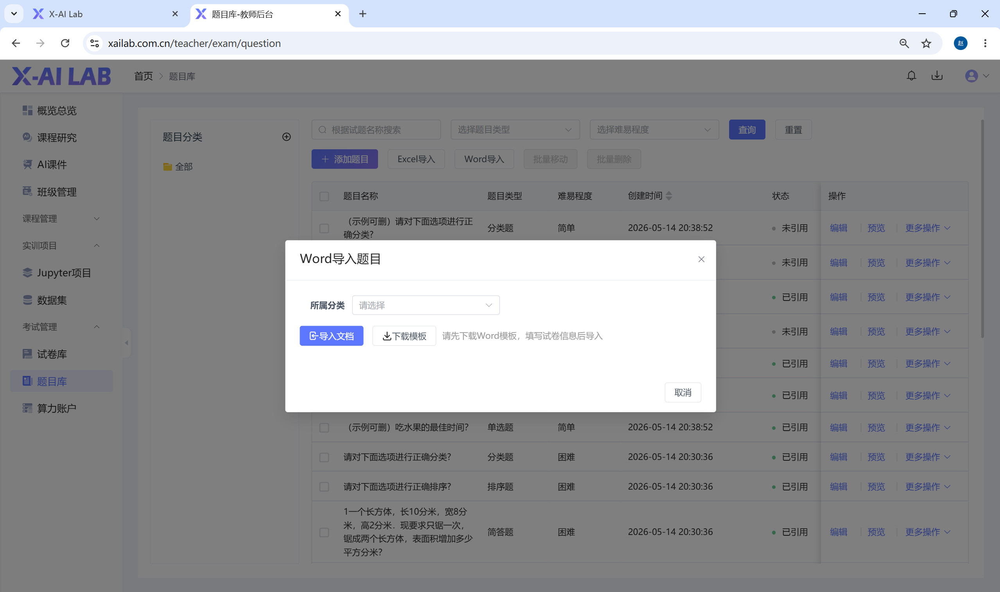 X-AI Lab
题目库-教师后台
xailab.com.cn/teacher/exam/question
赵
X-AI LAB
首页
题目库
概览总览
课程研究
AI课件
班级管理
课程管理
实训项目
Jupyter项目
数据集
考试管理
试卷库
题目库
算力账户
题目分类
全部
根据试题名称搜索
选择题目类型
选择难易程度
查询
重置
添加题目
Excel导入
Word导入
批量移动
批量删除
题目名称 题目类型 难易程度 创建时间 状态 操作
（示例可删）请对下面选项进行正
确分类?
分类题 简单 2026-05-14 20:38:52 未引用 编辑 预览 更多操作
未引用 编辑 预览 更多操作
已引用 编辑 预览 更多操作
未引用 编辑 预览 更多操作
已引用 编辑 预览 更多操作
已引用 编辑 预览 更多操作
Word导入题目
所属分类
请选择
导入文档
下载模板
请先下载Word模板，填写试卷信息后导入
取消
（示例可删）吃水果的最佳时间? 单选题 简单 2026-05-14 20:38:52 已引用 编辑 预览 更多操作
请对下面选项进行正确分类? 分类题 困难 2026-05-14 20:30:36 已引用 编辑 预览 更多操作
请对下面选项进行正确排序? 排序题 困难 2026-05-14 20:30:36 已引用 编辑 预览 更多操作
1一个长方体，长10分米，宽8分
米，高2分米．现要求只锯一次，
锯成两个长方体，表面积增加多少
平方分米?
简答题 困难 2026-05-14 20:30:36 已引用 编辑 预览 更多操作